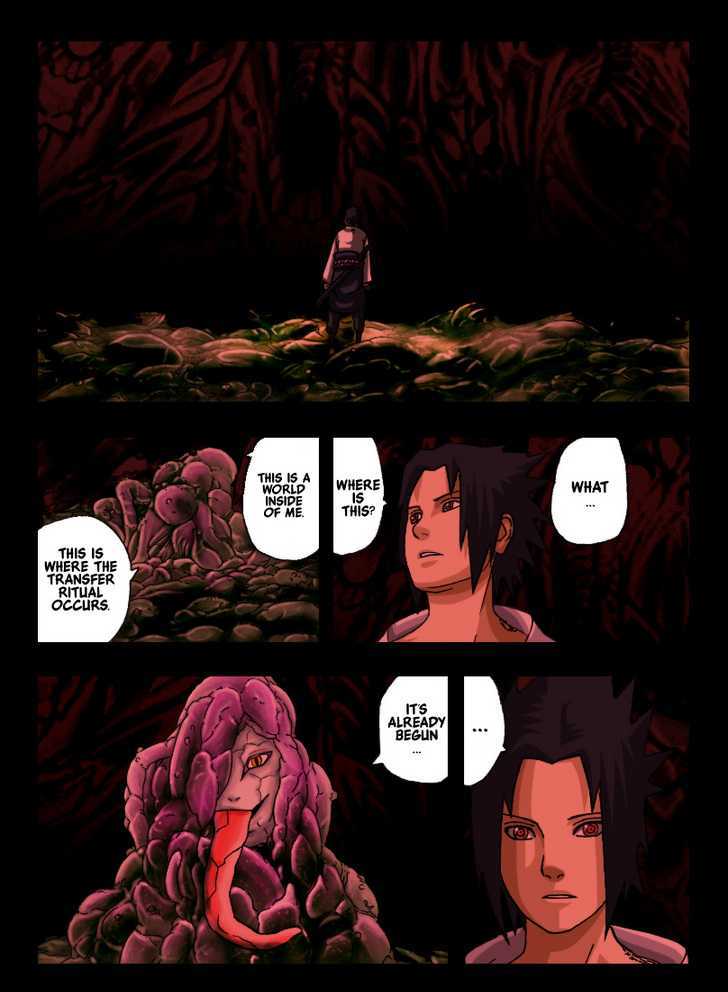 WHAT
...
WHERE
IS
THIS?
THIS IS A
WORLD
INSIDE
OF ME.
THIS IS
WHERE THE
TRANSFER
RITUAL
OCCURS.
...
IT'S
ALREADY
BEGUN
...